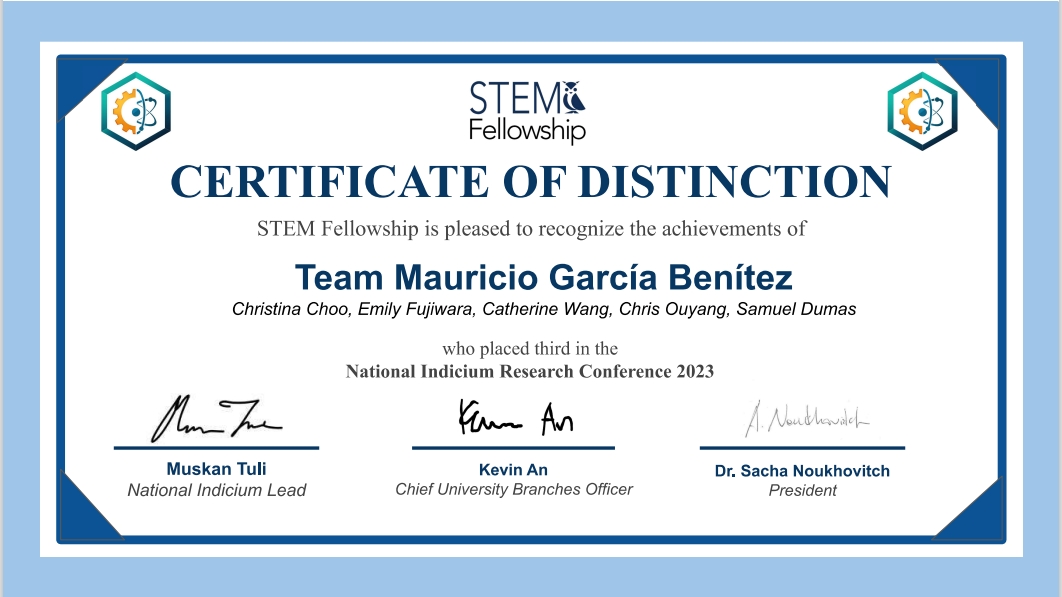 STEM
Fellowship
CERTIFICATE OF DISTINCTION
STEM Fellowship is pleased to recognize the achievements of
Team Mauricio García Benítez
Christina Choo, Emily Fujiwara, Catherine Wang, Chris Ouyang, Samuel Dumas
who placed third in the
National Indicium Research Conference 2023
Kevin An
A. Noukhovitch
Muskan Tuli
National Indicium Lead
Kevin An
Chief University Branches Officer
Dr. Sacha Noukhovitch
President